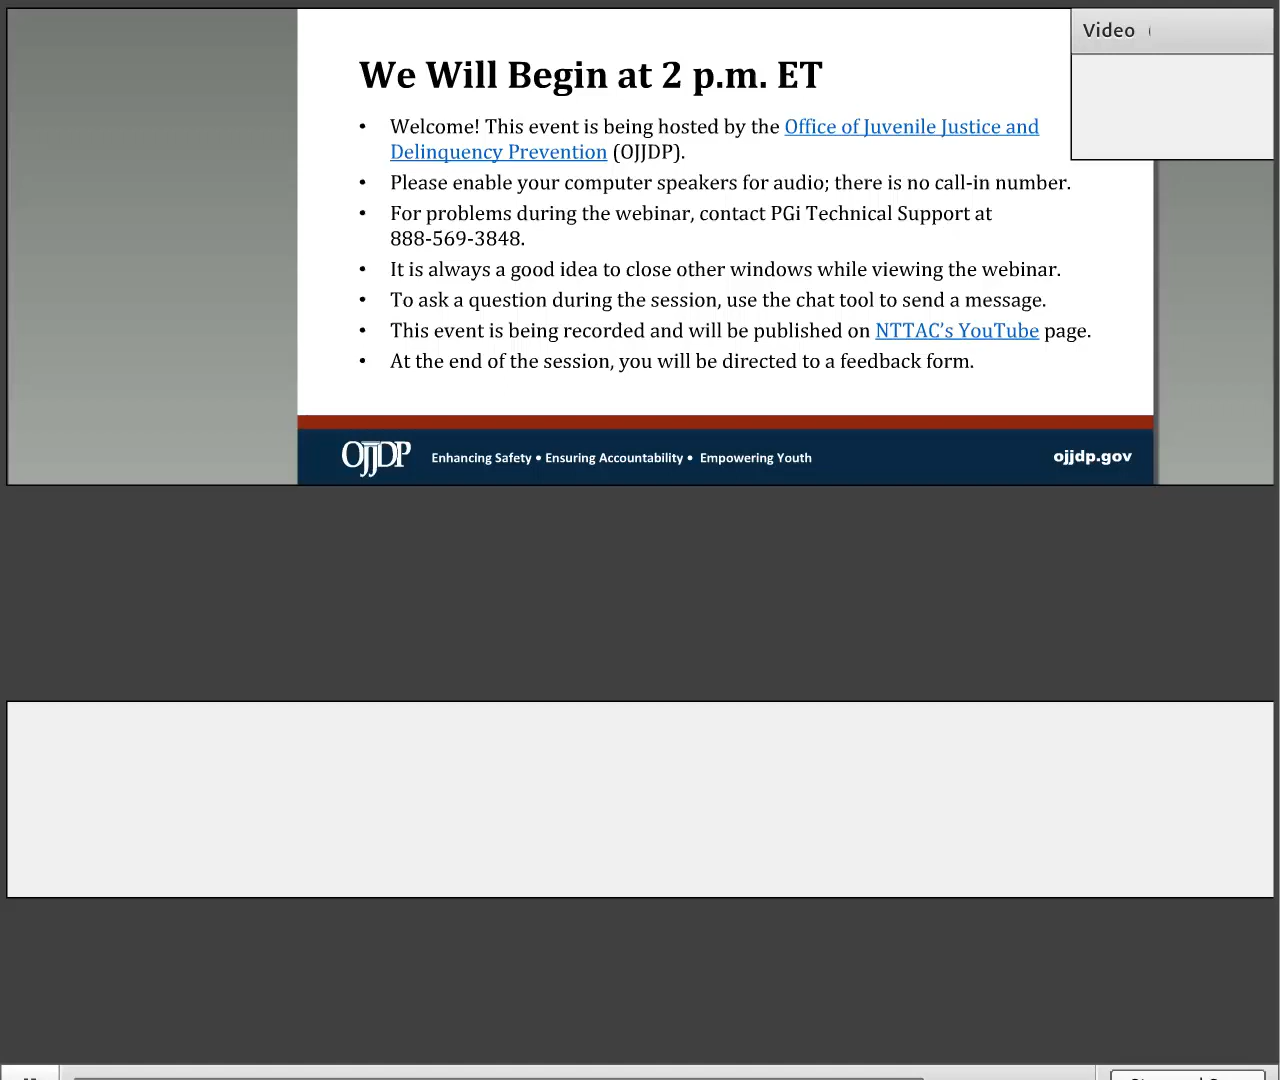 Video
We Will Begin at 2 p.m. ET
• Welcome! This event is being hosted by the Office of Juvenile Justice and
Delinquency Prevention (OJJDP).
• Please enable your computer speakers for audio; there is no call-in number.
• For problems during the webinar, contact PGi Technical Support at
888-569-3848.
• It is always a good idea to close other windows while viewing the webinar.
• To ask a question during the session, use the chat tool to send a message.
• This event is being recorded and will be published on NTTAC’s YouTube page.
• At the end of the session, you will be directed to a feedback form.
OJJDP Enhancing Safety • Ensuring Accountability • Empowering Youth ojjdp.gov